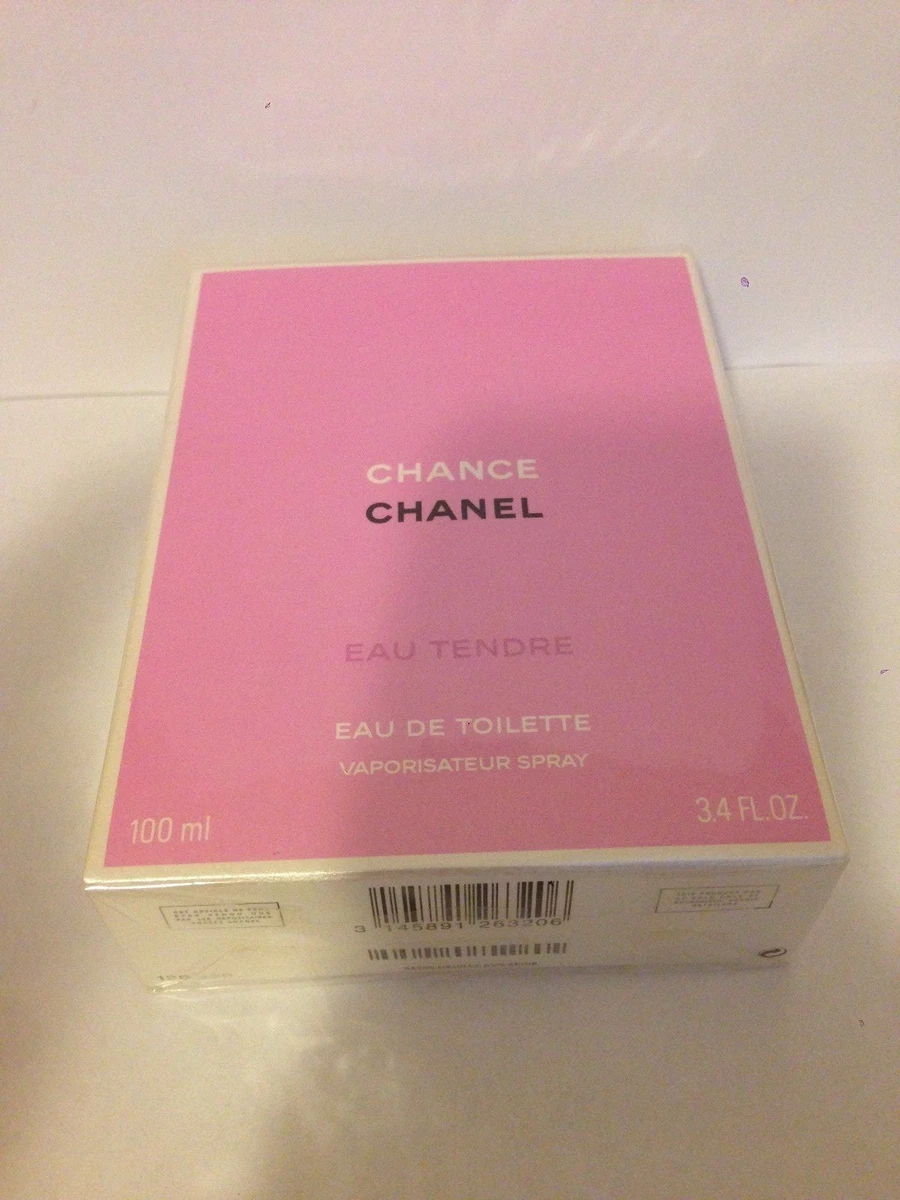 CHANCE
CHANEL
EAU TENDRE
EAU DE TOILETTE
VAPORISATEUR SPRAY
100 ml
3.4 FL.OZ.
3 145891 263206